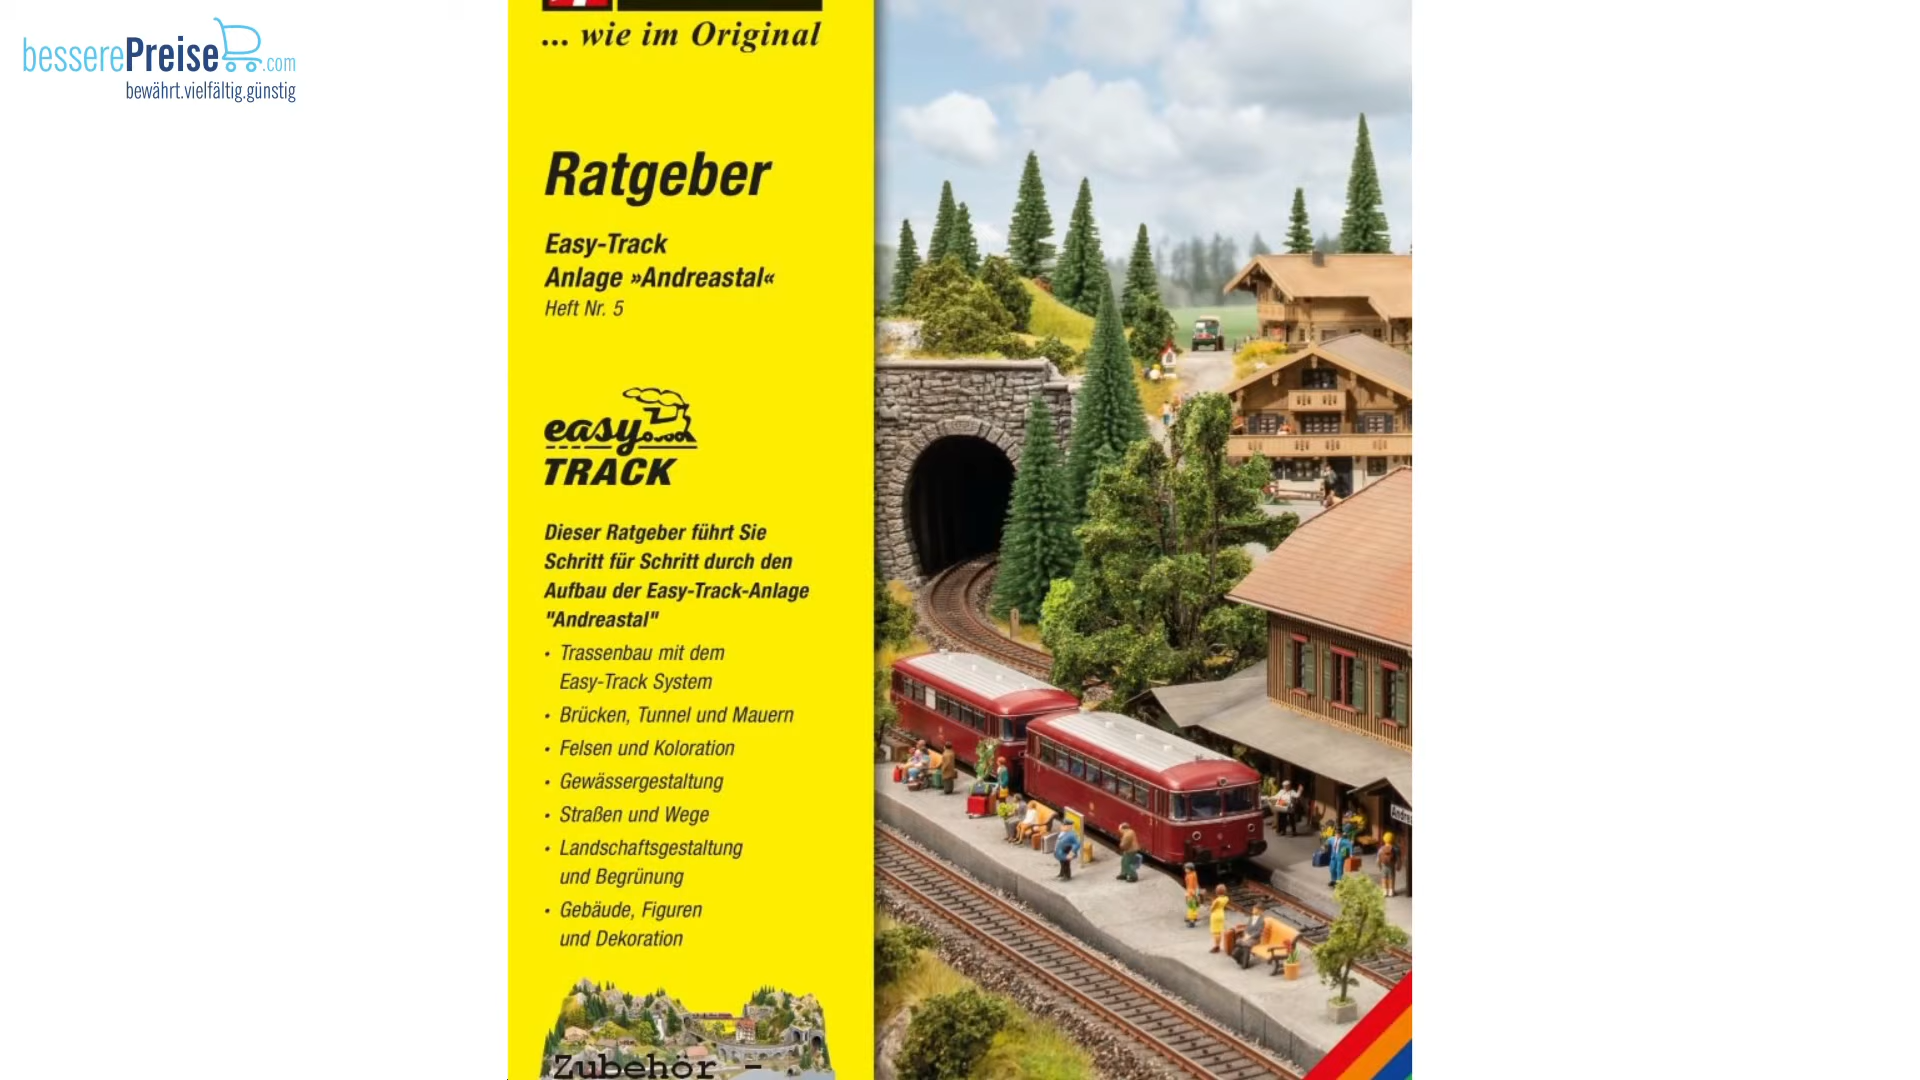 besserePreise.com
bewährt.vielfältig.günstig
... wie im Original
Ratgeber
Easy-Track
Anlage »Andreastal«
Heft Nr. 5
easy
TRACK
Dieser Ratgeber führt Sie
Schritt für Schritt durch den
Aufbau der Easy-Track-Anlage
"Andreastal"
• Trassenbau mit dem
Easy-Track System
• Brücken, Tunnel und Mauern
• Felsen und Koloration
• Gewässergestaltung
• Straßen und Wege
• Landschaftsgestaltung
und Begrünung
• Gebäude, Figuren
und Dekoration
Zubehör -